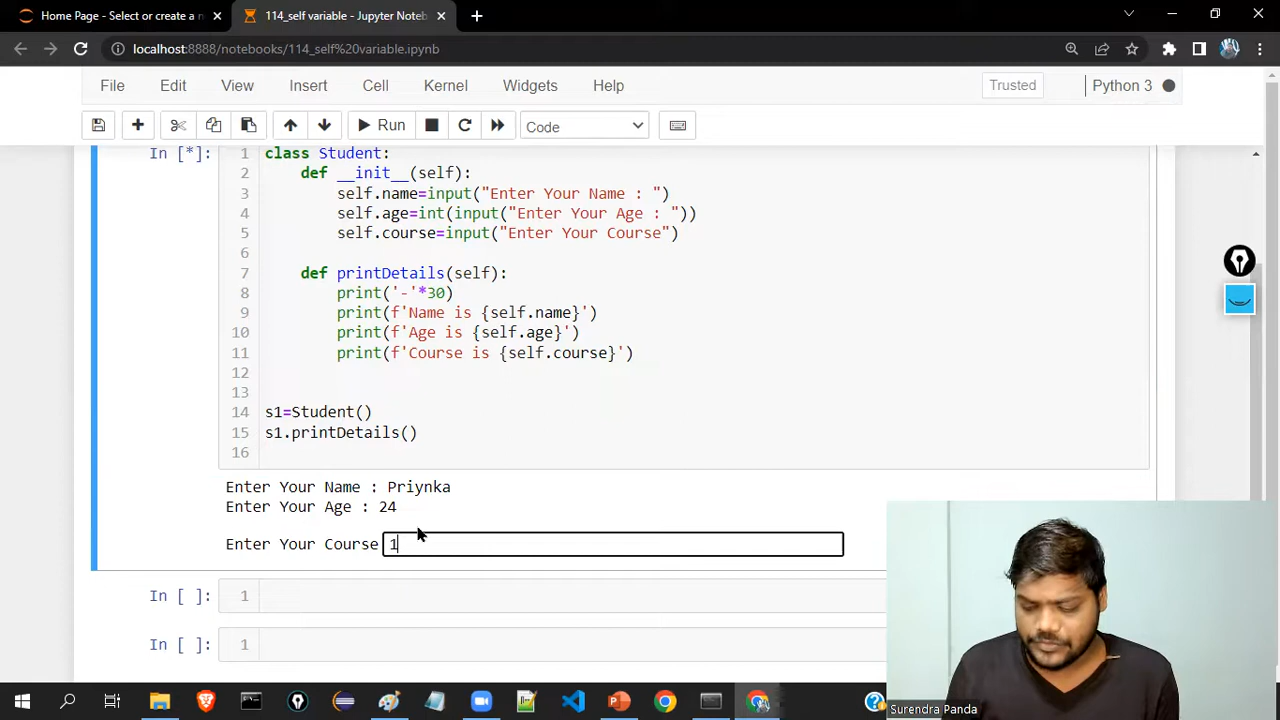 Home Page - Select or create a n
114_self variable - Jupyter Noteb
localhost:8888/notebooks/114_self%20variable.ipynb
File Edit View Insert Cell Kernel Widgets Help Trusted Python 3
Run Code
In [*]: 1 class Student:
2 def __init__(self):
3 self.name=input("Enter Your Name : ")
4 self.age=int(input("Enter Your Age : "))
5 self.course=input("Enter Your Course")
6
7 def printDetails(self):
8 print('-'*30)
9 print(f'Name is {self.name}')
10 print(f'Age is {self.age}')
11 print(f'Course is {self.course}')
12
13
14 s1=Student()
15 s1.printDetails()
16
Enter Your Name : Priynka
Enter Your Age : 24
Enter Your Course 1
In [ ]: 1
In [ ]: 1
Surendra Panda